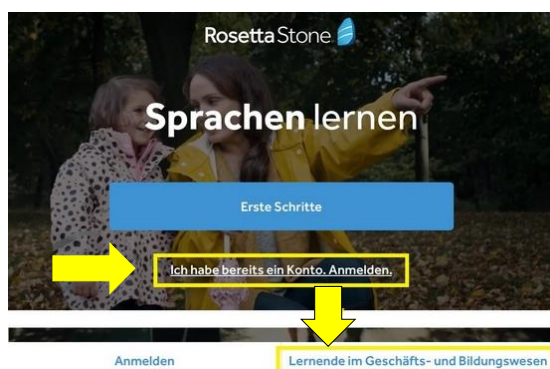 Rosetta Stone
Sprachen lernen
Erste Schritte
Ich habe bereits ein Konto. Anmelden.
Anmelden
Lernende im Geschäfts- und Bildungswesen